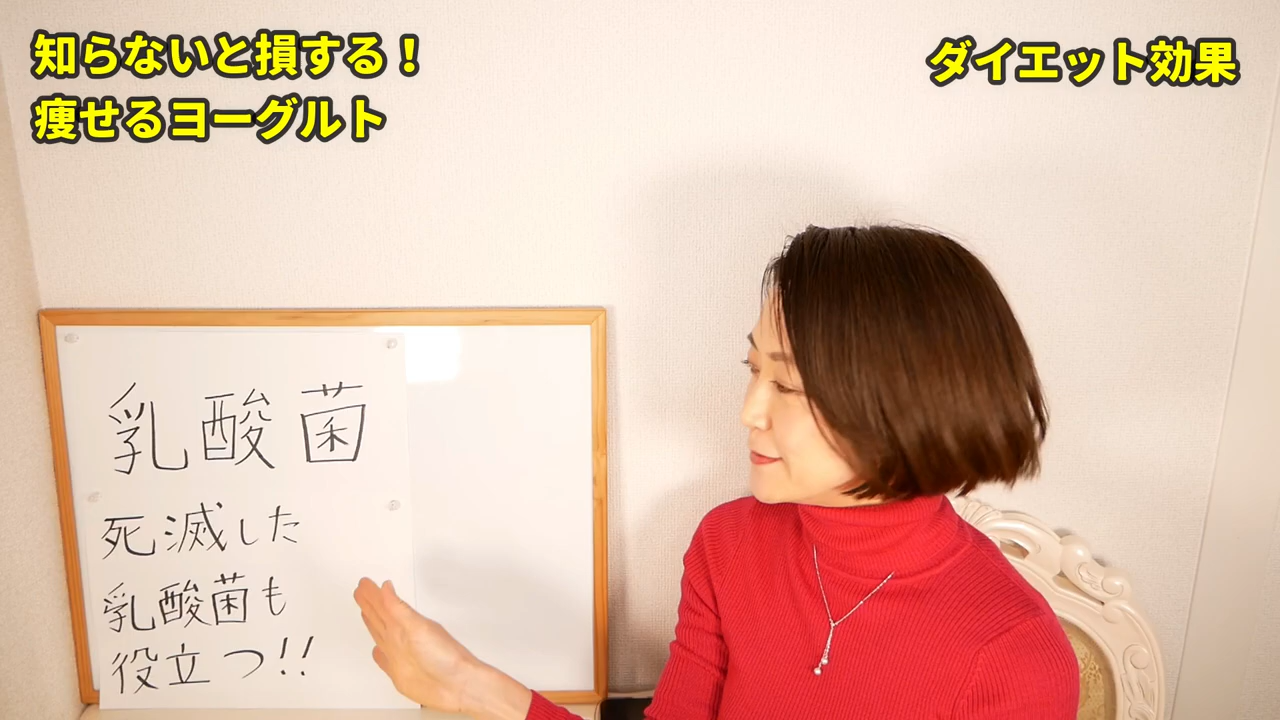 知らないと損する！
痩せるヨーグルト
ダイエット効果
乳酸菌
死滅した
乳酸菌も
役立つ!!